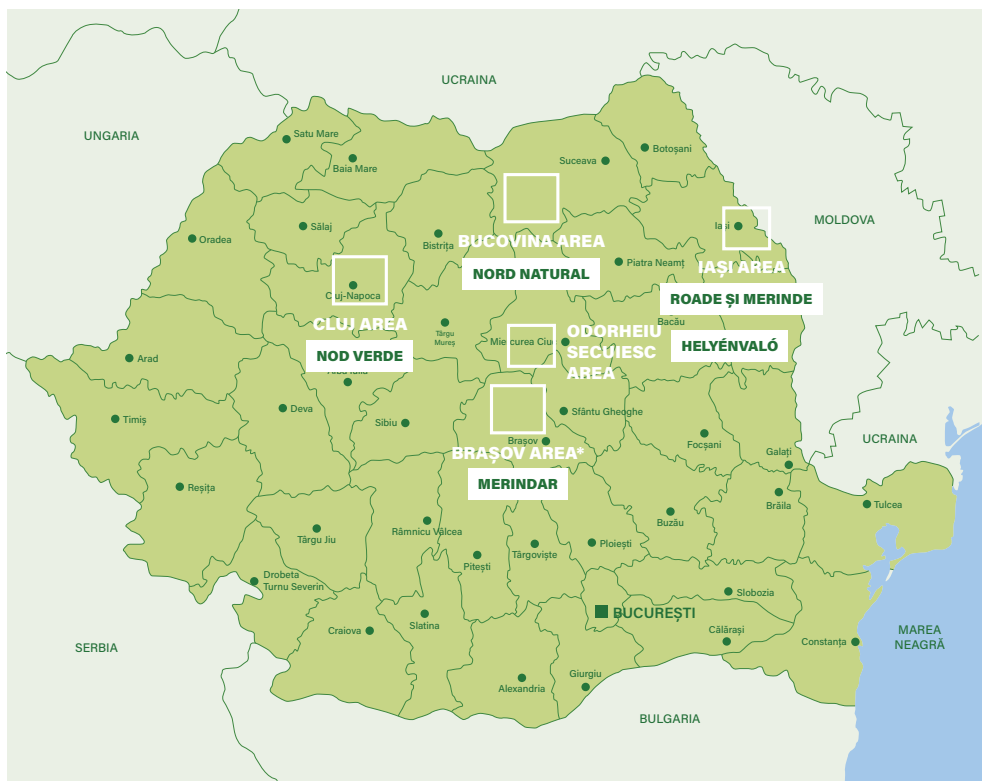 UCRAINA
UNGARIA
Satu Mare
Baia Mare
Suceava
Botoșani
MOLDOVA
Oradea
Sălaj
Bistrița
BUCOVINA AREA
NORD NATURAL
Piatra Neamț
Iași
IAȘI AREA
ROADE ȘI MERINDE
Cluj-Napoca
CLUJ AREA
NOD VERDE
Târgu
Mureș
Miercurea Ciuc
ODORHEIU
SECUIESC
AREA
Bacău
HELYÉNVALÓ
Arad
Alba Iulia
Timiș
Deva
Sibiu
Sfântu Gheoghe
Brașov
BRAȘOV AREA*
MERINDAR
Focșani
Galați
UCRAINA
Reșița
Brăila
Tulcea
Târgu Jiu
Râmnicu Vâlcea
Pitești
Târgoviște
Ploiești
Buzău
Drobeta
Turnu Severin
Slobozia
BUCUREȘTI
Craiova
Slatina
Călărași
Constanța
MAREA
NEAGRĂ
SERBIA
Alexandria
Giurgiu
BULGARIA